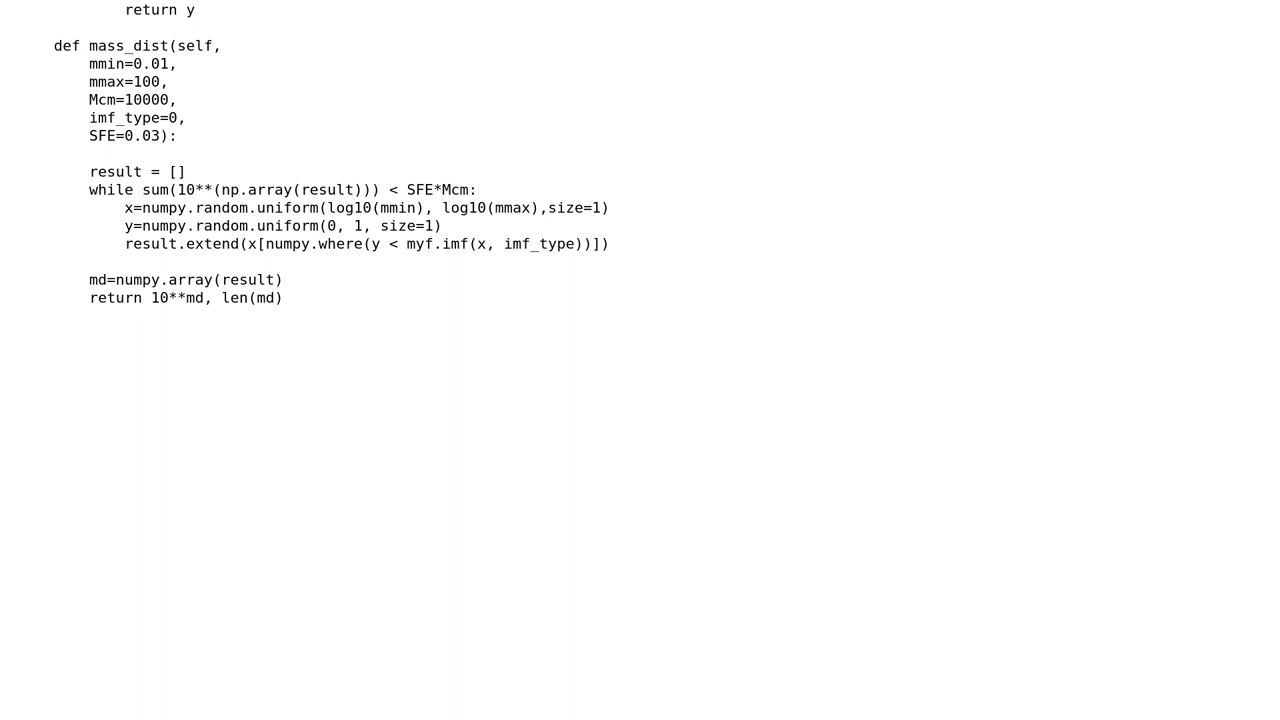 return y
def mass_dist(self,
mmin=0.01,
mmax=100,
Mcm=10000,
imf_type=0,
SFE=0.03):
result = []
while sum(10**(np.array(result))) < SFE*Mcm:
x=numpy.random.uniform(log10(mmin), log10(mmax),size=1)
y=numpy.random.uniform(0, 1, size=1)
result.extend(x[numpy.where(y < myf.imf(x, imf_type))])
md=numpy.array(result)
return 10**md, len(md)